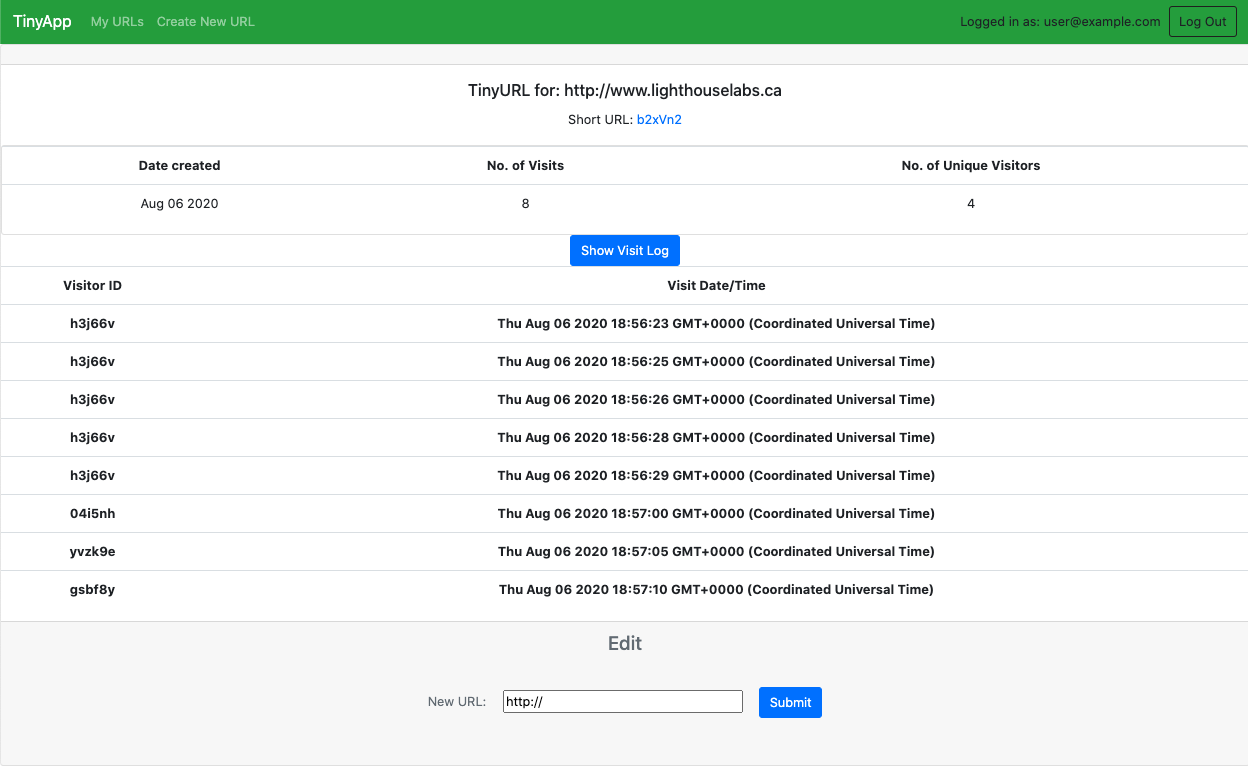 TinyApp My URLs Create New URL Logged in as: user@example.com Log Out
TinyURL for: http://www.lighthouselabs.ca
Short URL: b2xVn2
Date created No. of Visits No. of Unique Visitors
Aug 06 2020 8 4
Show Visit Log
Visitor ID Visit Date/Time
h3j66v Thu Aug 06 2020 18:56:23 GMT+0000 (Coordinated Universal Time)
h3j66v Thu Aug 06 2020 18:56:25 GMT+0000 (Coordinated Universal Time)
h3j66v Thu Aug 06 2020 18:56:26 GMT+0000 (Coordinated Universal Time)
h3j66v Thu Aug 06 2020 18:56:28 GMT+0000 (Coordinated Universal Time)
h3j66v Thu Aug 06 2020 18:56:29 GMT+0000 (Coordinated Universal Time)
04i5nh Thu Aug 06 2020 18:57:00 GMT+0000 (Coordinated Universal Time)
yvzk9e Thu Aug 06 2020 18:57:05 GMT+0000 (Coordinated Universal Time)
gsbf8y Thu Aug 06 2020 18:57:10 GMT+0000 (Coordinated Universal Time)
Edit
New URL: http:// Submit